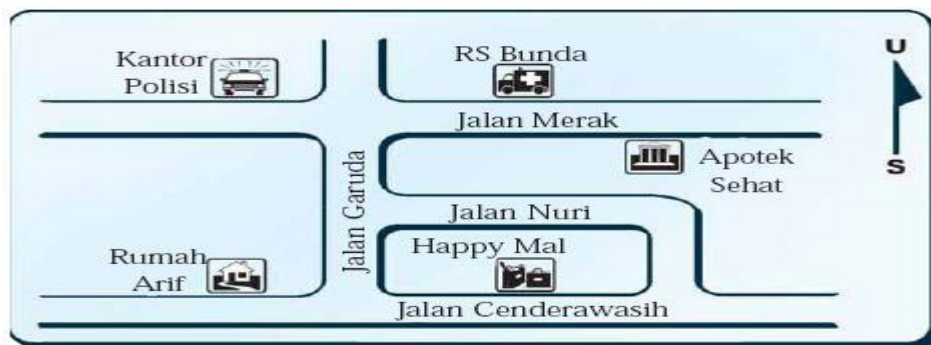 Kantor
Polisi
RS Bunda
U
Jalan Merak
S
Apotek
Sehat
Jalan Garuda
Jalan Nuri
Rumah
Arif
Happy Mal
Jalan Cenderawasih